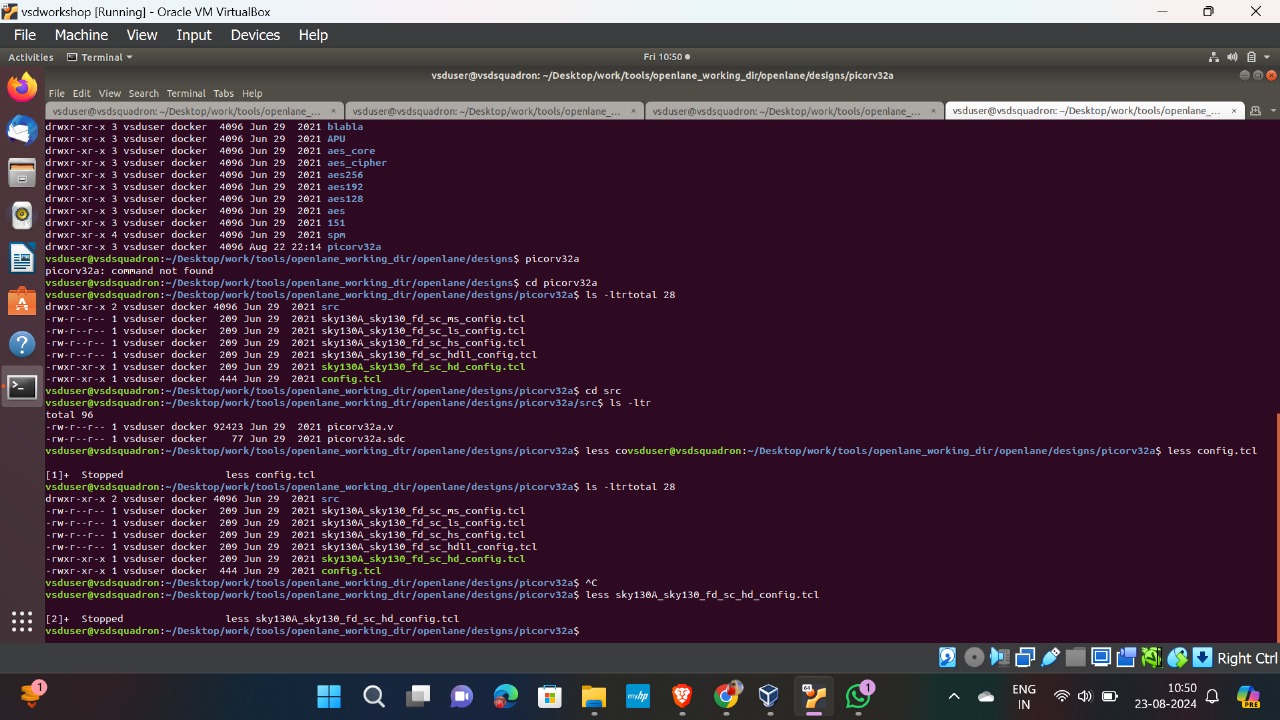 vsdworkshop [Running] - Oracle VM VirtualBox
File Machine View Input Devices Help
Activities Terminal Fri 10:50
vsduser@vsdsquadron: ~/Desktop/work/tools/openlane_working_dir/openlane/designs/picorv32a
File Edit View Search Terminal Tabs Help
vsduser@vsdsquadron: ~/Desktop/work/tools/openlane_... × vsduser@vsdsquadron: ~/Desktop/work/tools/openlane_... × vsduser@vsdsquadron: ~/Desktop/work/tools/openlane_... × vsduser@vsdsquadron: ~/Desktop/work/tools/openlane_... ×
drwxr-xr-x 3 vsduser docker 4096 Jun 29 2021 blabla
drwxr-xr-x 3 vsduser docker 4096 Jun 29 2021 APU
drwxr-xr-x 3 vsduser docker 4096 Jun 29 2021 aes_core
drwxr-xr-x 3 vsduser docker 4096 Jun 29 2021 aes_cipher
drwxr-xr-x 3 vsduser docker 4096 Jun 29 2021 aes256
drwxr-xr-x 3 vsduser docker 4096 Jun 29 2021 aes192
drwxr-xr-x 3 vsduser docker 4096 Jun 29 2021 aes128
drwxr-xr-x 3 vsduser docker 4096 Jun 29 2021 aes
drwxr-xr-x 3 vsduser docker 4096 Jun 29 2021 151
drwxr-xr-x 4 vsduser docker 4096 Jun 29 2021 spm
drwxr-xr-x 3 vsduser docker 4096 Aug 22 22:14 picorv32a
vsduser@vsdsquadron:~/Desktop/work/tools/openlane_working_dir/openlane/designs$ picorv32a
picorv32a: command not found
vsduser@vsdsquadron:~/Desktop/work/tools/openlane_working_dir/openlane/designs$ cd picorv32a
vsduser@vsdsquadron:~/Desktop/work/tools/openlane_working_dir/openlane/designs/picorv32a$ ls -ltrtotal 28
drwxr-xr-x 2 vsduser docker 4096 Jun 29 2021 src
-rw-r--r-- 1 vsduser docker 209 Jun 29 2021 sky130A_sky130_fd_sc_ms_config.tcl
-rw-r--r-- 1 vsduser docker 209 Jun 29 2021 sky130A_sky130_fd_sc_ls_config.tcl
-rw-r--r-- 1 vsduser docker 209 Jun 29 2021 sky130A_sky130_fd_sc_hs_config.tcl
-rw-r--r-- 1 vsduser docker 209 Jun 29 2021 sky130A_sky130_fd_sc_hdll_config.tcl
-rwxr-xr-x 1 vsduser docker 209 Jun 29 2021 sky130A_sky130_fd_sc_hd_config.tcl
-rwxr-xr-x 1 vsduser docker 444 Jun 29 2021 config.tcl
vsduser@vsdsquadron:~/Desktop/work/tools/openlane_working_dir/openlane/designs/picorv32a$ cd src
vsduser@vsdsquadron:~/Desktop/work/tools/openlane_working_dir/openlane/designs/picorv32a/src$ ls -ltr
total 96
-rw-r--r-- 1 vsduser docker 92423 Jun 29 2021 picorv32a.v
-rw-r--r-- 1 vsduser docker 77 Jun 29 2021 picorv32a.sdc
vsduser@vsdsquadron:~/Desktop/work/tools/openlane_working_dir/openlane/designs/picorv32a$ less covsduser@vsdsquadron:~/Desktop/work/tools/openlane_working_dir/openlane/designs/picorv32a$ less config.tcl
[1]+ Stopped less config.tcl
vsduser@vsdsquadron:~/Desktop/work/tools/openlane_working_dir/openlane/designs/picorv32a$ ls -ltrtotal 28
drwxr-xr-x 2 vsduser docker 4096 Jun 29 2021 src
-rw-r--r-- 1 vsduser docker 209 Jun 29 2021 sky130A_sky130_fd_sc_ms_config.tcl
-rw-r--r-- 1 vsduser docker 209 Jun 29 2021 sky130A_sky130_fd_sc_ls_config.tcl
-rw-r--r-- 1 vsduser docker 209 Jun 29 2021 sky130A_sky130_fd_sc_hs_config.tcl
-rw-r--r-- 1 vsduser docker 209 Jun 29 2021 sky130A_sky130_fd_sc_hdll_config.tcl
-rwxr-xr-x 1 vsduser docker 209 Jun 29 2021 sky130A_sky130_fd_sc_hd_config.tcl
-rwxr-xr-x 1 vsduser docker 444 Jun 29 2021 config.tcl
vsduser@vsdsquadron:~/Desktop/work/tools/openlane_working_dir/openlane/designs/picorv32a$ ^C
vsduser@vsdsquadron:~/Desktop/work/tools/openlane_working_dir/openlane/designs/picorv32a$ less sky130A_sky130_fd_sc_hd_config.tcl
[2]+ Stopped less sky130A_sky130_fd_sc_hd_config.tcl
vsduser@vsdsquadron:~/Desktop/work/tools/openlane_working_dir/openlane/designs/picorv32a$
Right Ctrl
1 myhp 1 ENG IN 10:50 23-08-2024 PRE